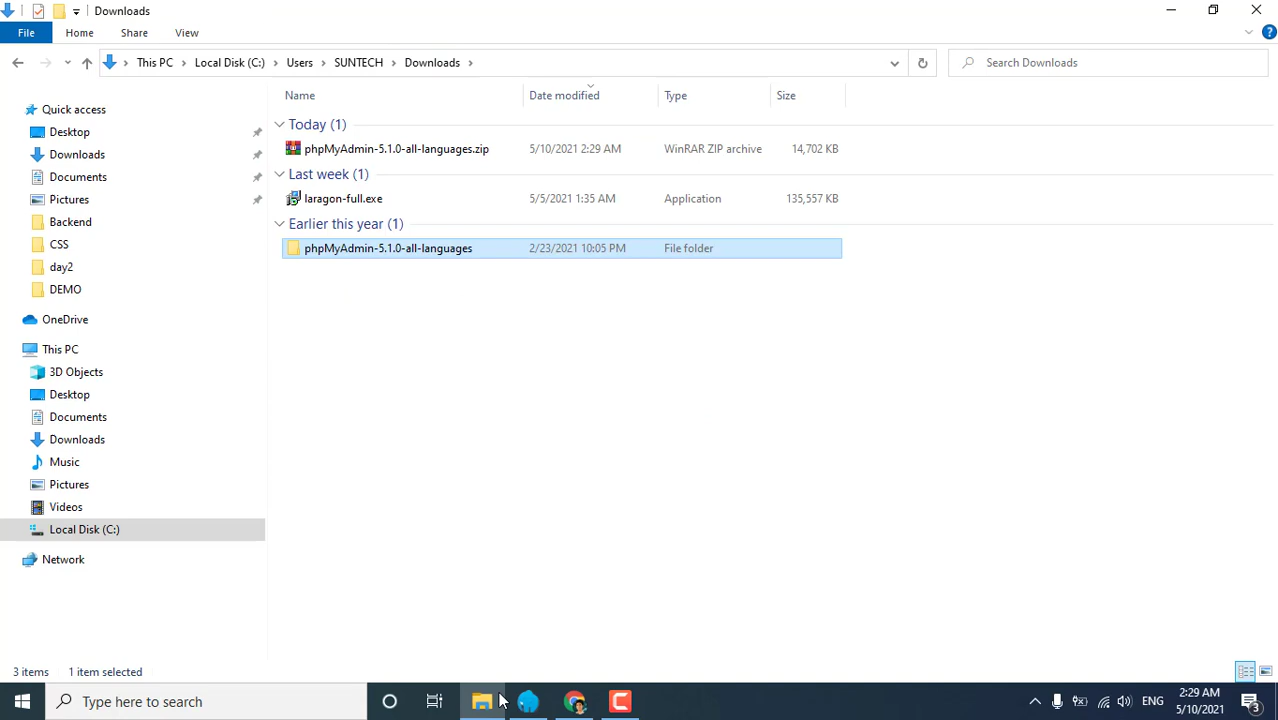 Downloads
File Home Share View
This PC Local Disk (C:) Users SUNTECH Downloads Search Downloads
Name Date modified Type Size
Quick access
Desktop
Downloads
Documents
Pictures
Backend
CSS
day2
DEMO
OneDrive
This PC
3D Objects
Desktop
Documents
Downloads
Music
Pictures
Videos
Local Disk (C:)
Network
Today (1)
phpMyAdmin-5.1.0-all-languages.zip 5/10/2021 2:29 AM WinRAR ZIP archive 14,702 KB
Last week (1)
laragon-full.exe 5/5/2021 1:35 AM Application 135,557 KB
Earlier this year (1)
phpMyAdmin-5.1.0-all-languages 2/23/2021 10:05 PM File folder
3 items 1 item selected
Type here to search
ENG
2:29 AM
5/10/2021
3